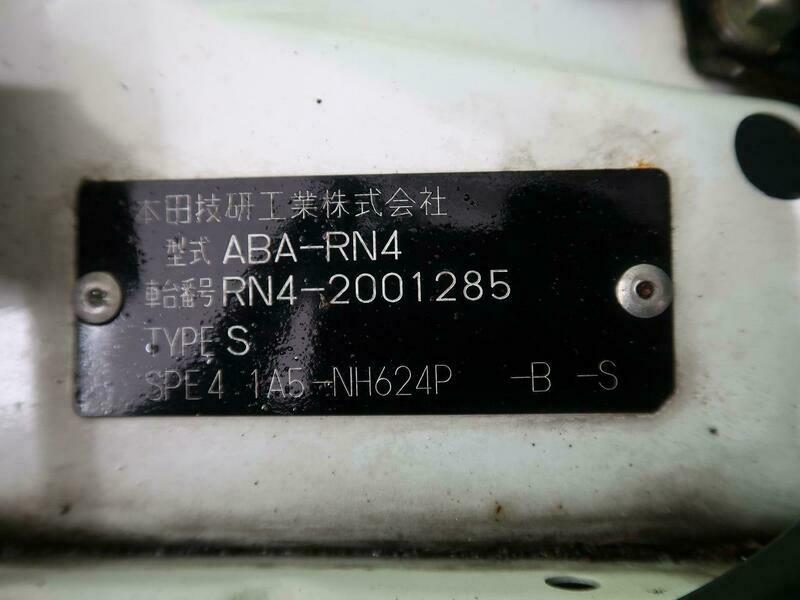 本田技研工業株式会社
型式 ABA-RN4
車台番号 RN4-2001285
TYPE S
SPE4 1A5-NH624P -B -S